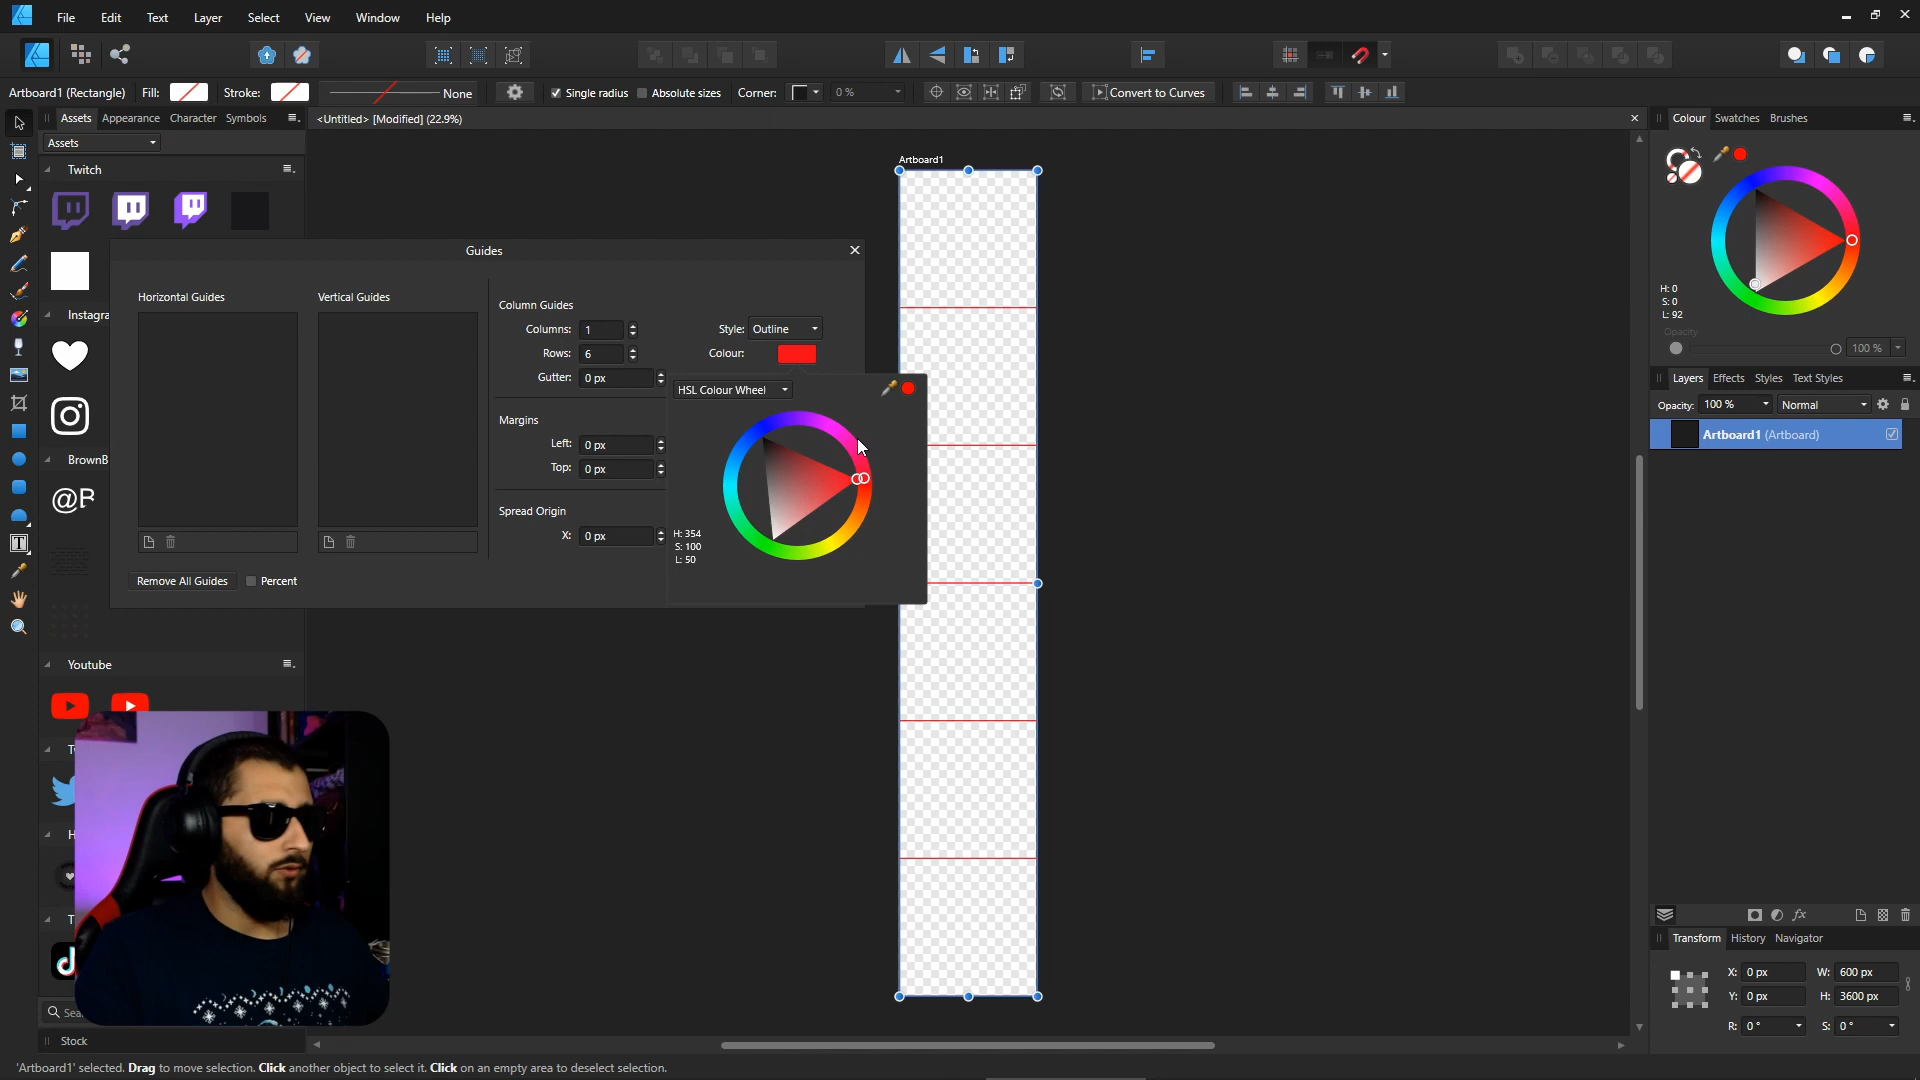 File Edit Text Layer Select View Window Help
Artboard1 (Rectangle) Fill: Stroke: None Single radius Absolute sizes Corner: 0 % Convert to Curves
Assets Appearance Character Symbols
<Untitled> [Modified] (22.9%)
Colour Swatches Brushes
Assets
Twitch
Artboard1
Guides
Horizontal Guides
Vertical Guides
Column Guides
Columns: 1
Style: Outline
Rows: 6
Colour:
Gutter: 0 px
HSL Colour Wheel
Margins
Left: 0 px
Top: 0 px
Spread Origin
X: 0 px
H: 354
S: 100
L: 50
Remove All Guides Percent
Instagra
BrownB
@B
Youtube
T
H
T
Sea
Stock
H: 0
S: 0
L: 92
Opacity
100 %
Layers Effects Styles Text Styles
Opacity: 100 % Normal
Artboard1 (Artboard)
Transform History Navigator
X: 0 px W: 600 px
Y: 0 px H: 3600 px
R: 0 ° S: 0 °
'Artboard1' selected. Drag to move selection. Click another object to select it. Click on an empty area to deselect selection.